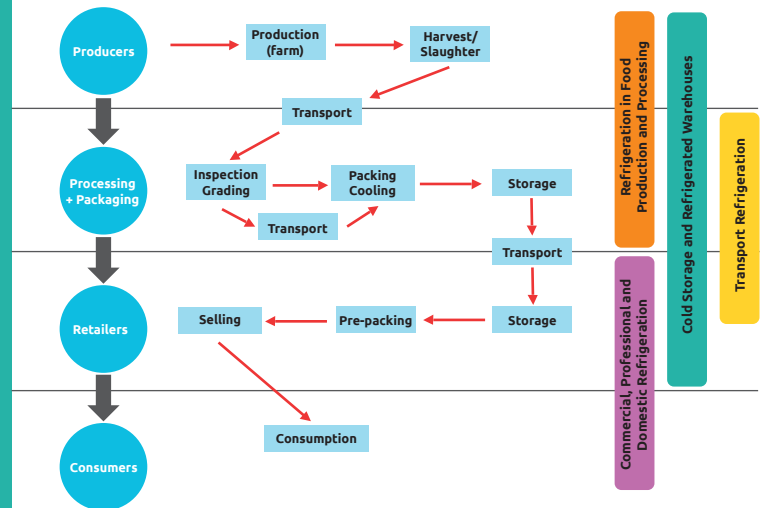 Producers
Production
(farm)
Harvest/
Slaughter
Transport
Processing
+ Packaging
Inspection
Grading
Packing
Cooling
Storage
Transport
Transport
Retailers
Selling
Pre-packing
Storage
Consumers
Consumption
Refrigeration in Food
Production and Processing
Commercial, Professional and
Domestic Refrigeration
Cold Storage and Refrigerated Warehouses
Transport Refrigeration